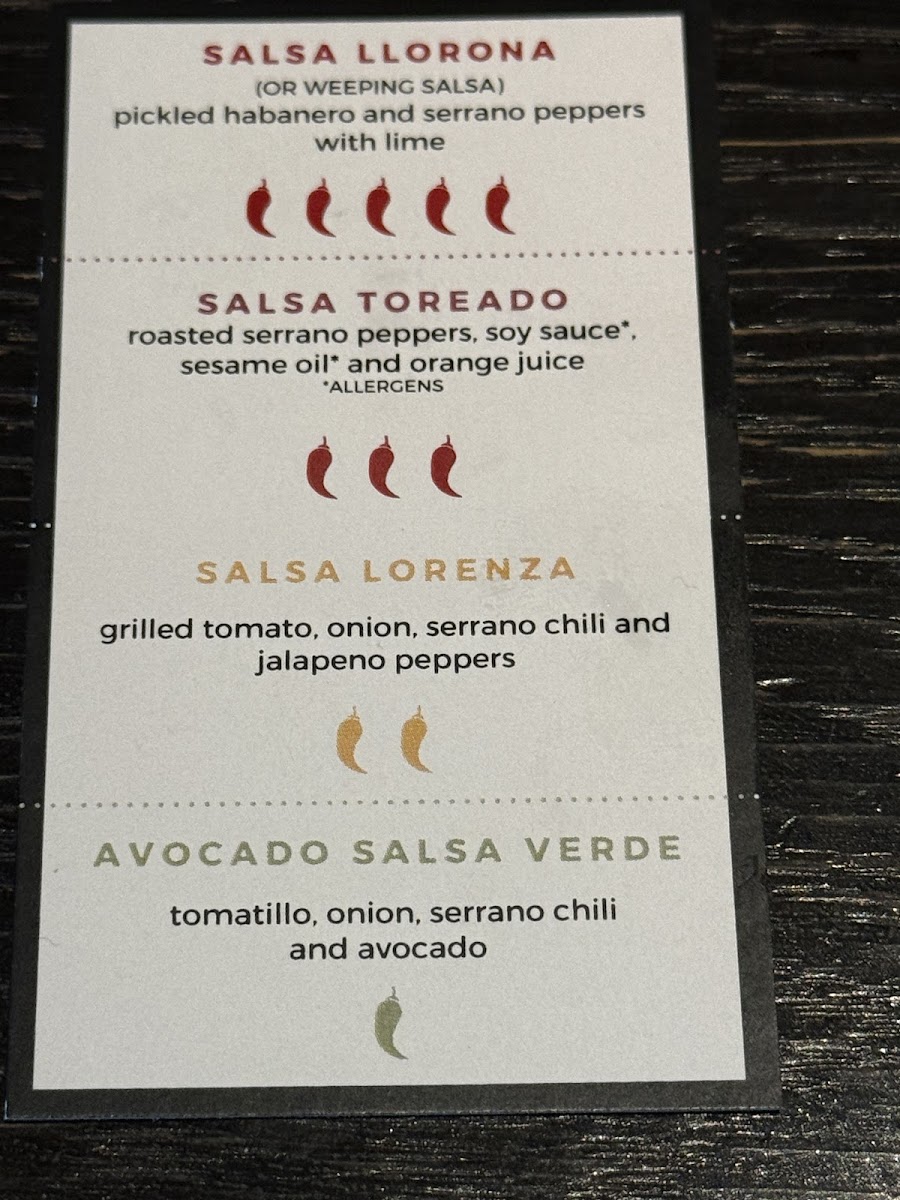 SALSA LLORONA
(OR WEEPING SALSA)
pickled habanero and serrano peppers
with lime
SALSA TOREADO
roasted serrano peppers, soy sauce*,
sesame oil* and orange juice
*ALLERGENS
SALSA LORENZA
grilled tomato, onion, serrano chili and
jalapeno peppers
AVOCADO SALSA VERDE
tomatillo, onion, serrano chili
and avocado